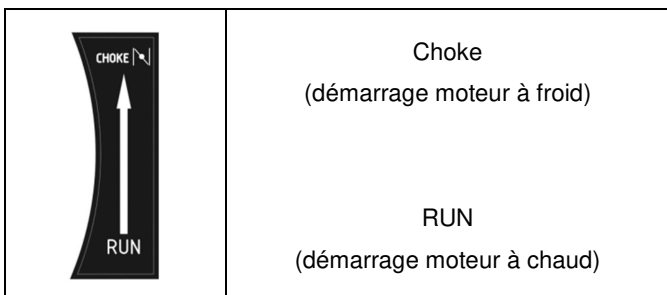 CHOKE
RUN
Choke
(démarrage moteur à froid)
RUN
(démarrage moteur à chaud)